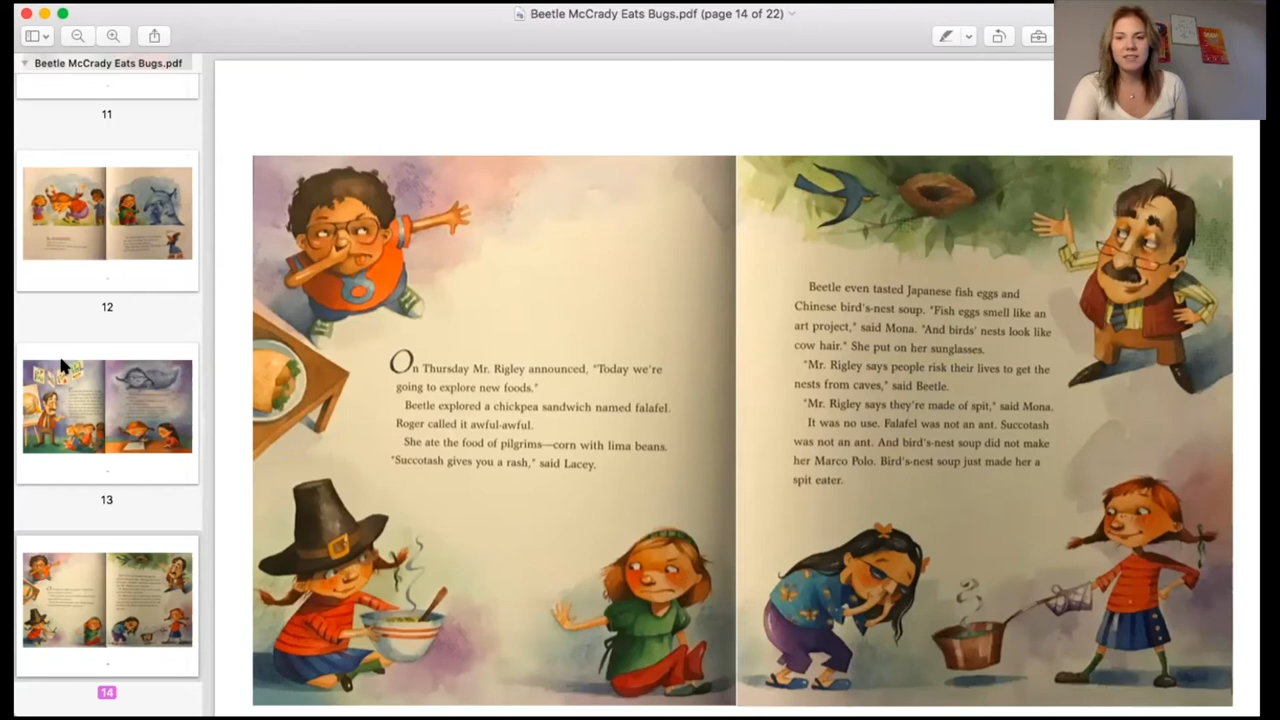 Beetle McCrady Eats Bugs.pdf (page 14 of 22)
Beetle McCrady Eats Bugs.pdf
11
12
13
14
On Thursday Mr. Rigley announced, "Today we're
going to explore new foods."
Beetle explored a chickpea sandwich named falafel.
Roger called it awful-awful.
She ate the food of pilgrims—corn with lima beans.
"Succotash gives you a rash," said Lacey.
Beetle even tasted Japanese fish eggs and
Chinese bird's-nest soup. "Fish eggs smell like an
art project," said Mona. "And birds' nests look like
cow hair." She put on her sunglasses.
"Mr. Rigley says people risk their lives to get the
nests from caves," said Beetle.
"Mr. Rigley says they're made of spit," said Mona.
It was no use. Falafel was not an ant. Succotash
was not an ant. And bird's-nest soup did not make
her Marco Polo. Bird's-nest soup just made her a
spit eater.